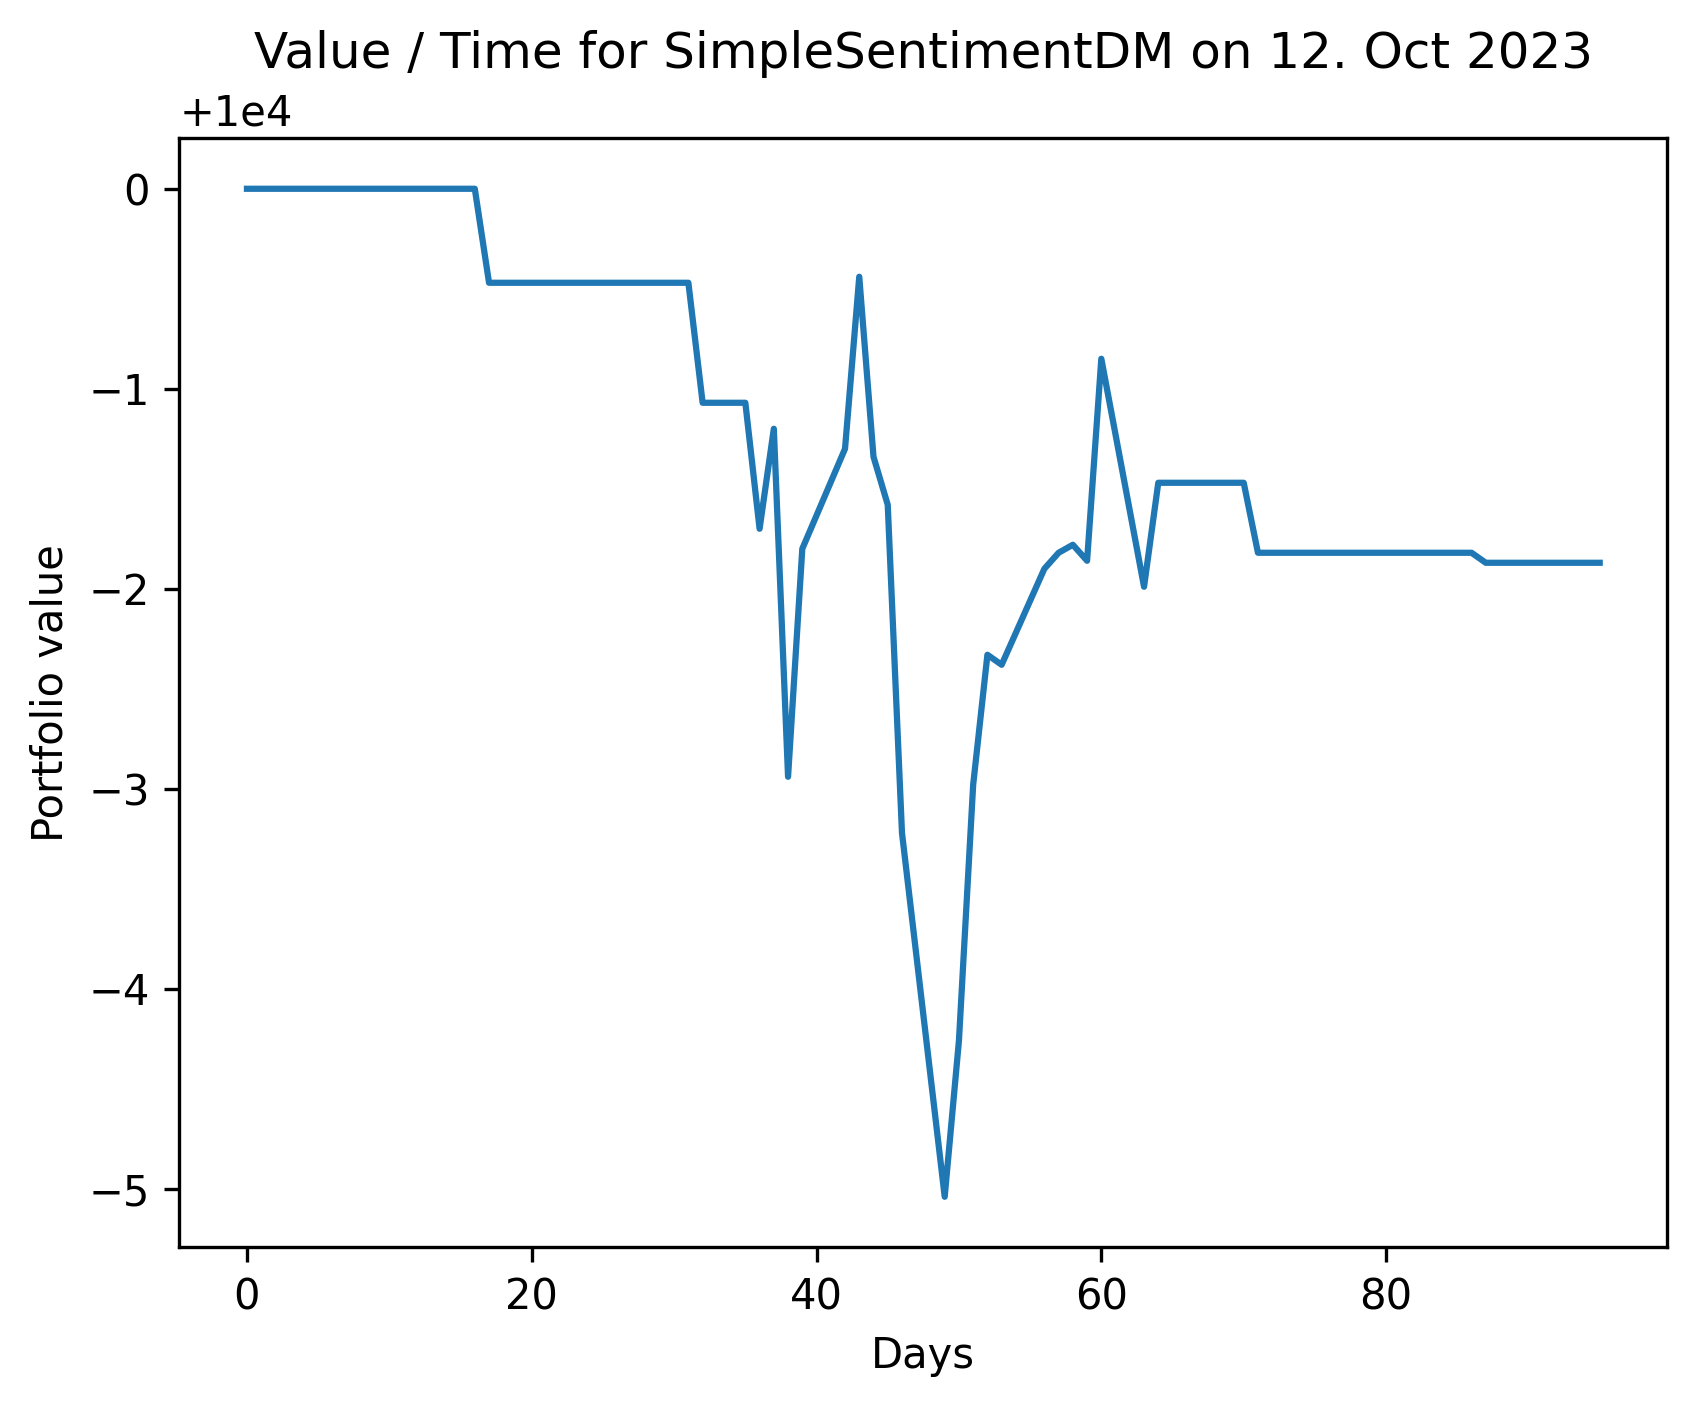 Value / Time for SimpleSentimentDM on 12. Oct 2023
+1e4
0
−1
−2
−3
−4
−5
Portfolio value
0 20 40 60 80
Days